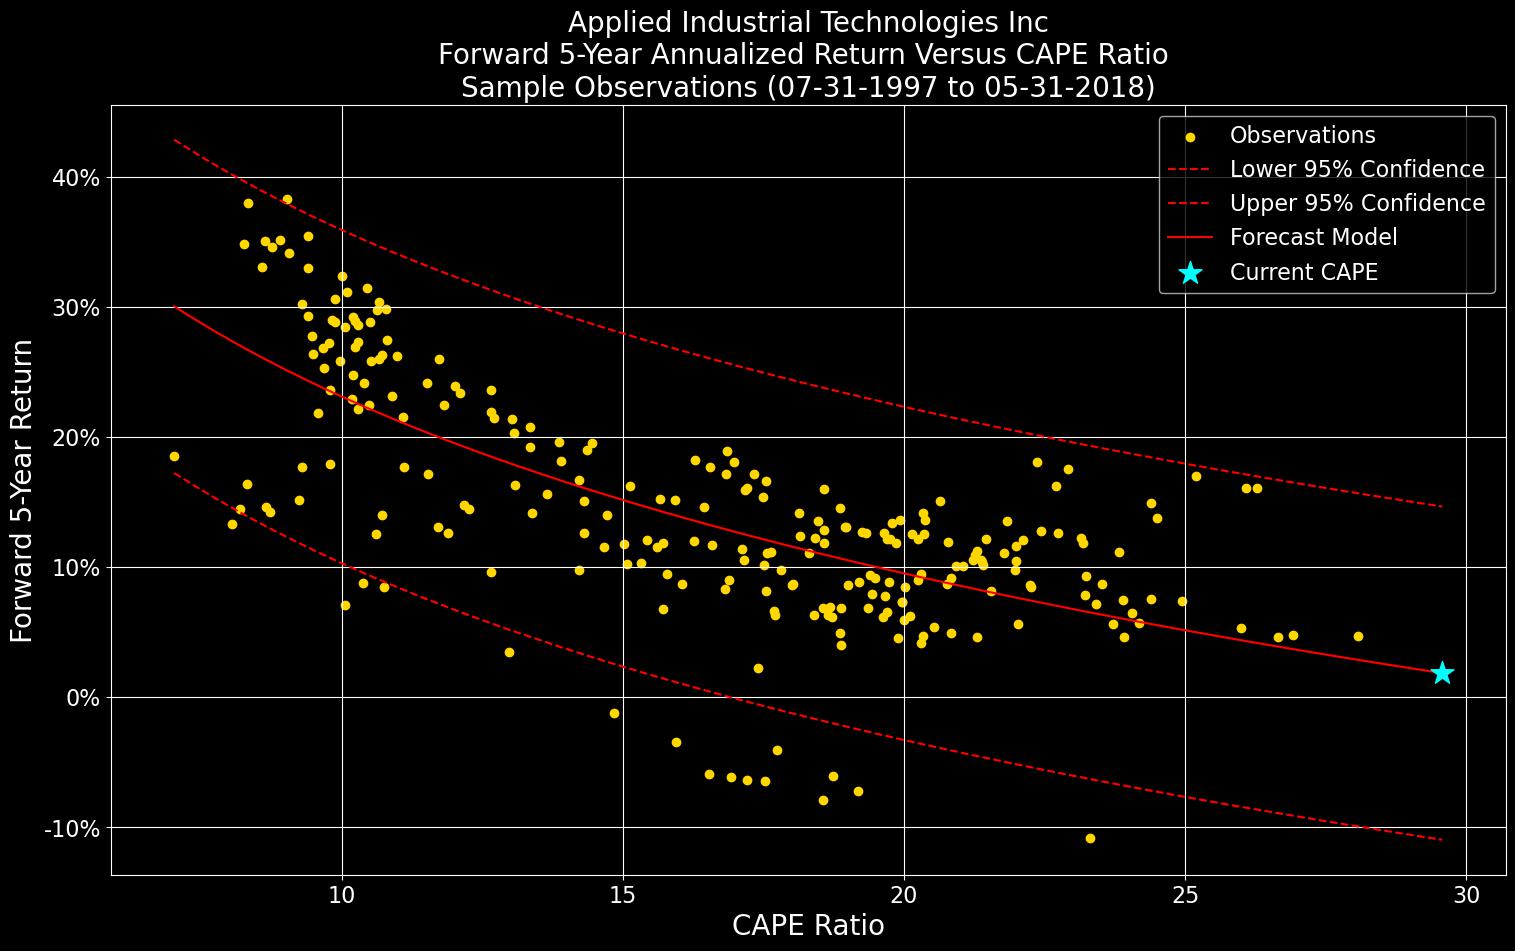 Applied Industrial Technologies Inc
Forward 5-Year Annualized Return Versus CAPE Ratio
Sample Observations (07-31-1997 to 05-31-2018)
Observations
Lower 95% Confidence
Upper 95% Confidence
Forecast Model
Current CAPE
Forward 5-Year Return
40%
30%
20%
10%
0%
-10%
10
15
20
25
30
CAPE Ratio